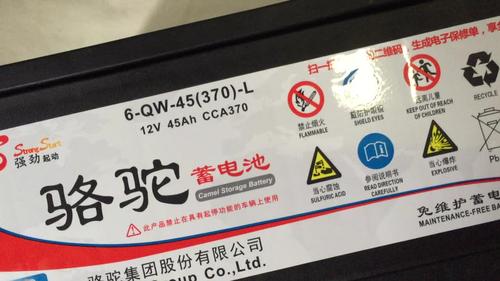 扫一扫
二维码,生成电子保修单,享
6-QW-45(370)-L
12V 45Ah CCA370
禁止烟火
FLAMMABLE
戴防护眼镜
SHIELD EYES
远离儿童
KEEP OUT OF REACH
OF CHILDREN
RECYCLE
Strong Start
强劲起动
骆驼蓄电池
Camel Storage Battery
当心腐蚀
SULFURIC ACID
参阅说明书
READ DIRECTION
CAREFULLY
当心爆炸
EXPLOSIVE
Pb
此产品禁止在具有起停功能的车辆上使用
免维护蓄电
MAINTENANCE-FREE BAT
骆驼集团股份有限公司
Group Co.,Ltd.